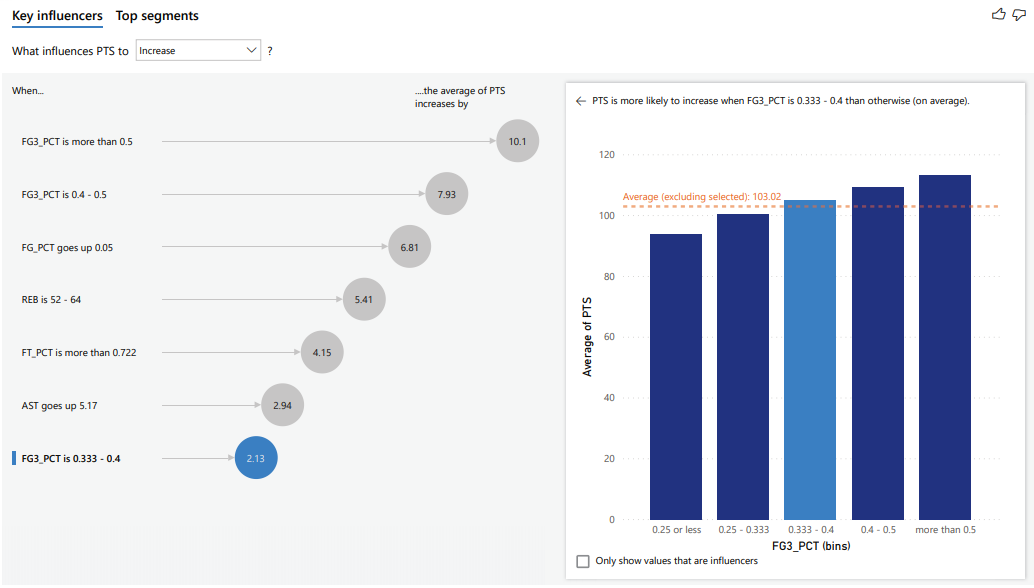 Key influencers Top segments
What influences PTS to Increase ?
When...
....the average of PTS
increases by
FG3_PCT is more than 0.5 10.1
FG3_PCT is 0.4 - 0.5 7.93
FG_PCT goes up 0.05 6.81
REB is 52 - 64 5.41
FT_PCT is more than 0.722 4.15
AST goes up 5.17 2.94
FG3_PCT is 0.333 - 0.4 2.13
PTS is more likely to increase when FG3_PCT is 0.333 - 0.4 than otherwise (on average).
120
Average (excluding selected): 103.02
100
80
60
40
20
0
Average of PTS
0.25 or less 0.25 - 0.333 0.333 - 0.4 0.4 - 0.5 more than 0.5
FG3_PCT (bins)
Only show values that are influencers